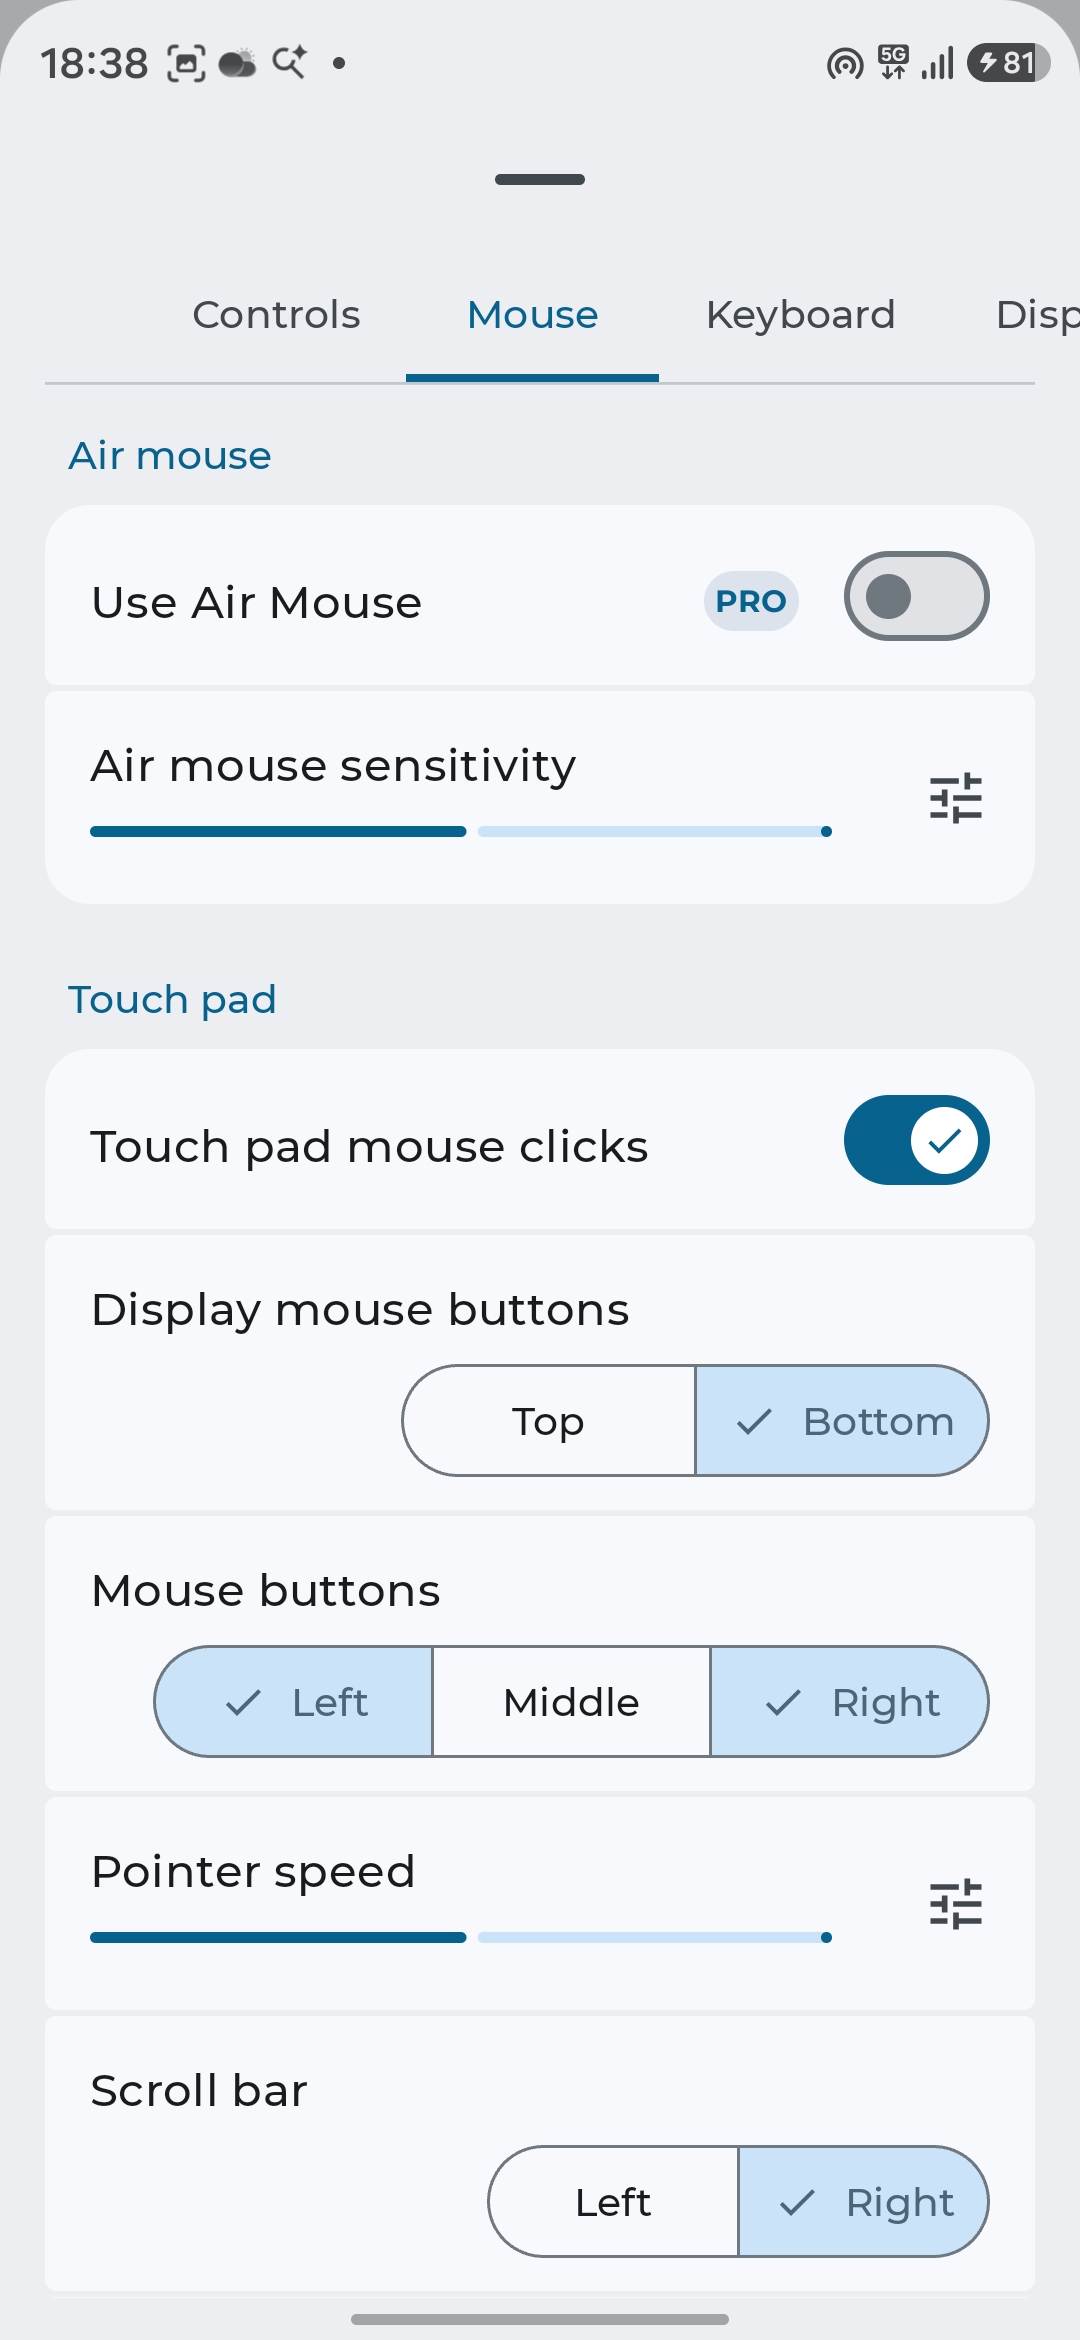 18:38 5G 81
Controls Mouse Keyboard Disp
Air mouse
Use Air Mouse PRO
Air mouse sensitivity
Touch pad
Touch pad mouse clicks
Display mouse buttons
Top Bottom
Mouse buttons
Left Middle Right
Pointer speed
Scroll bar
Left Right